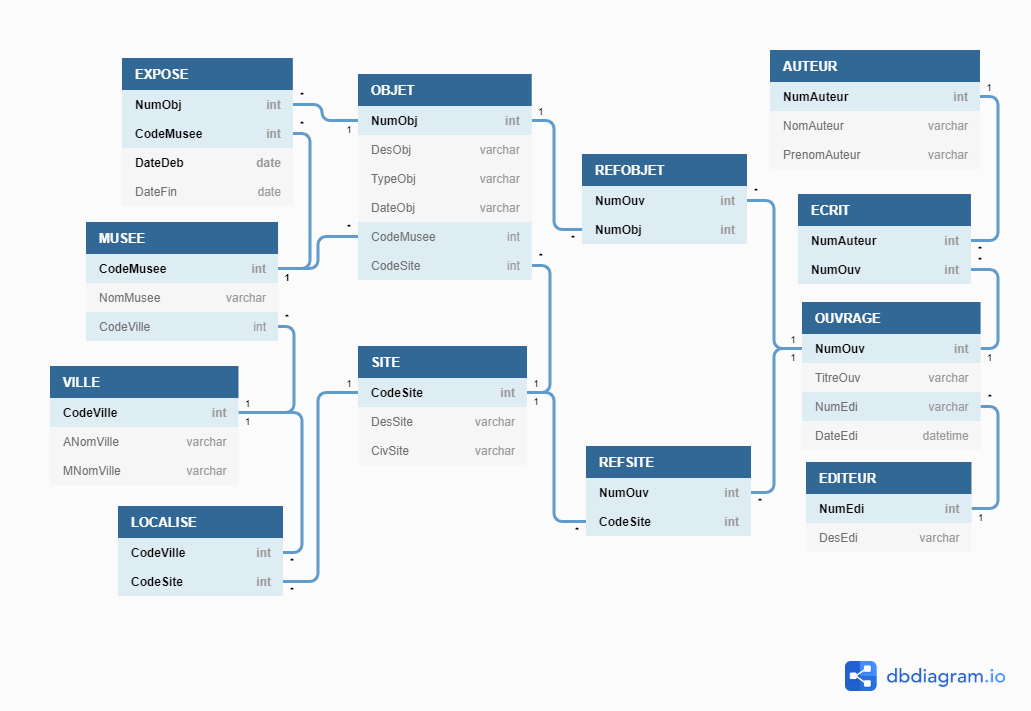 EXPOSE
NumObj int
CodeMusee int
DateDeb date
DateFin date
MUSEE
CodeMusee int
NomMusee varchar
CodeVille int
VILLE
CodeVille int
ANomVille varchar
MNomVille varchar
LOCALISE
CodeVille int
CodeSite int
OBJET
NumObj int
DesObj varchar
TypeObj varchar
DateObj varchar
CodeMusee int
CodeSite int
SITE
CodeSite int
DesSite varchar
CivSite varchar
REFOBJET
NumOuv int
NumObj int
REFSITE
NumOuv int
CodeSite int
AUTEUR
NumAuteur int
NomAuteur varchar
PrenomAuteur varchar
ECRIT
NumAuteur int
NumOuv int
OUVRAGE
NumOuv int
TitreOuv varchar
NumEdi varchar
DateEdi datetime
EDITEUR
NumEdi int
DesEdi varchar
* 1
* 1
* 1
* 1
* 1
* 1
* 1
* 1
* 1
* 1
* 1
* 1
* 1
dbdiagram.io